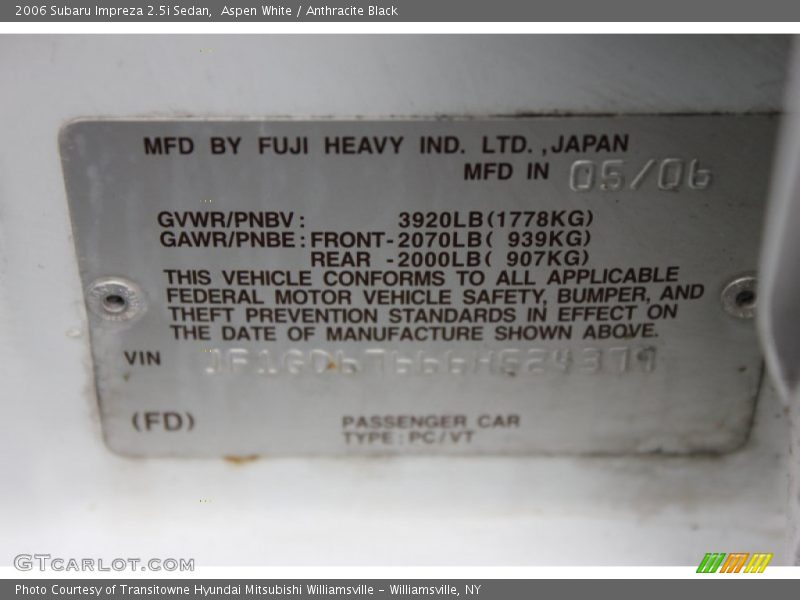 2006 Subaru Impreza 2.5i Sedan,  Aspen White / Anthracite Black
MFD BY FUJI HEAVY IND. LTD.,JAPAN
MFD IN 05/06
GVWR/PNBV: 3920LB(1778KG)
GAWR/PNBE:FRONT-2070LB( 939KG)
REAR -2000LB( 907KG)
THIS VEHICLE CONFORMS TO ALL APPLICABLE
FEDERAL MOTOR VEHICLE SAFETY, BUMPER, AND
THEFT PREVENTION STANDARDS IN EFFECT ON
THE DATE OF MANUFACTURE SHOWN ABOVE.
VIN
(FD) PASSENGER CAR
TYPE:PC/VT
GTCARLOT.COM
Photo Courtesy of Transitowne Hyundai Mitsubishi Williamsville - Williamsville, NY